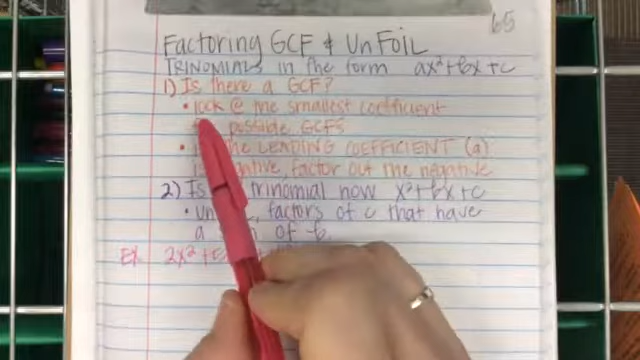 65
Factoring GCF & UnFoil
TRINOMIALS in the form ax²+bx+c
1) Is there a GCF?
• look @ the smallest coefficient
possible GCFs
• the LEADING COEFFICIENT (a)
negative, factor out the negative
2) Is trinomial now x²+bx+c
• factors of c that have
a of b.
EX 2x²+